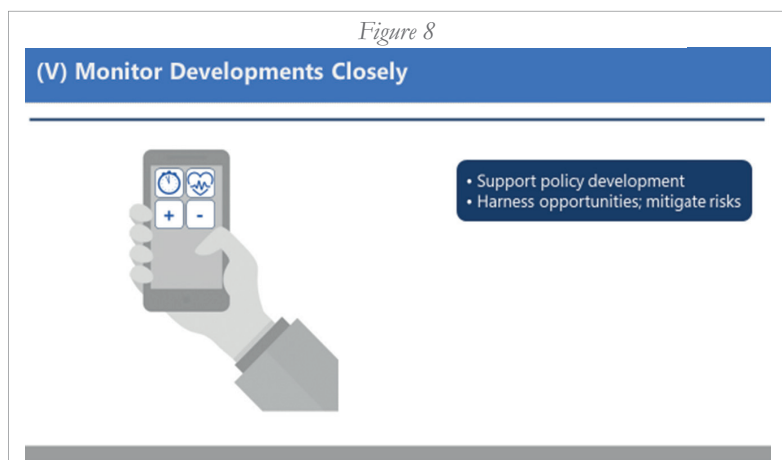 Figure 8
(V) Monitor Developments Closely
+ -
• Support policy development
• Harness opportunities; mitigate risks